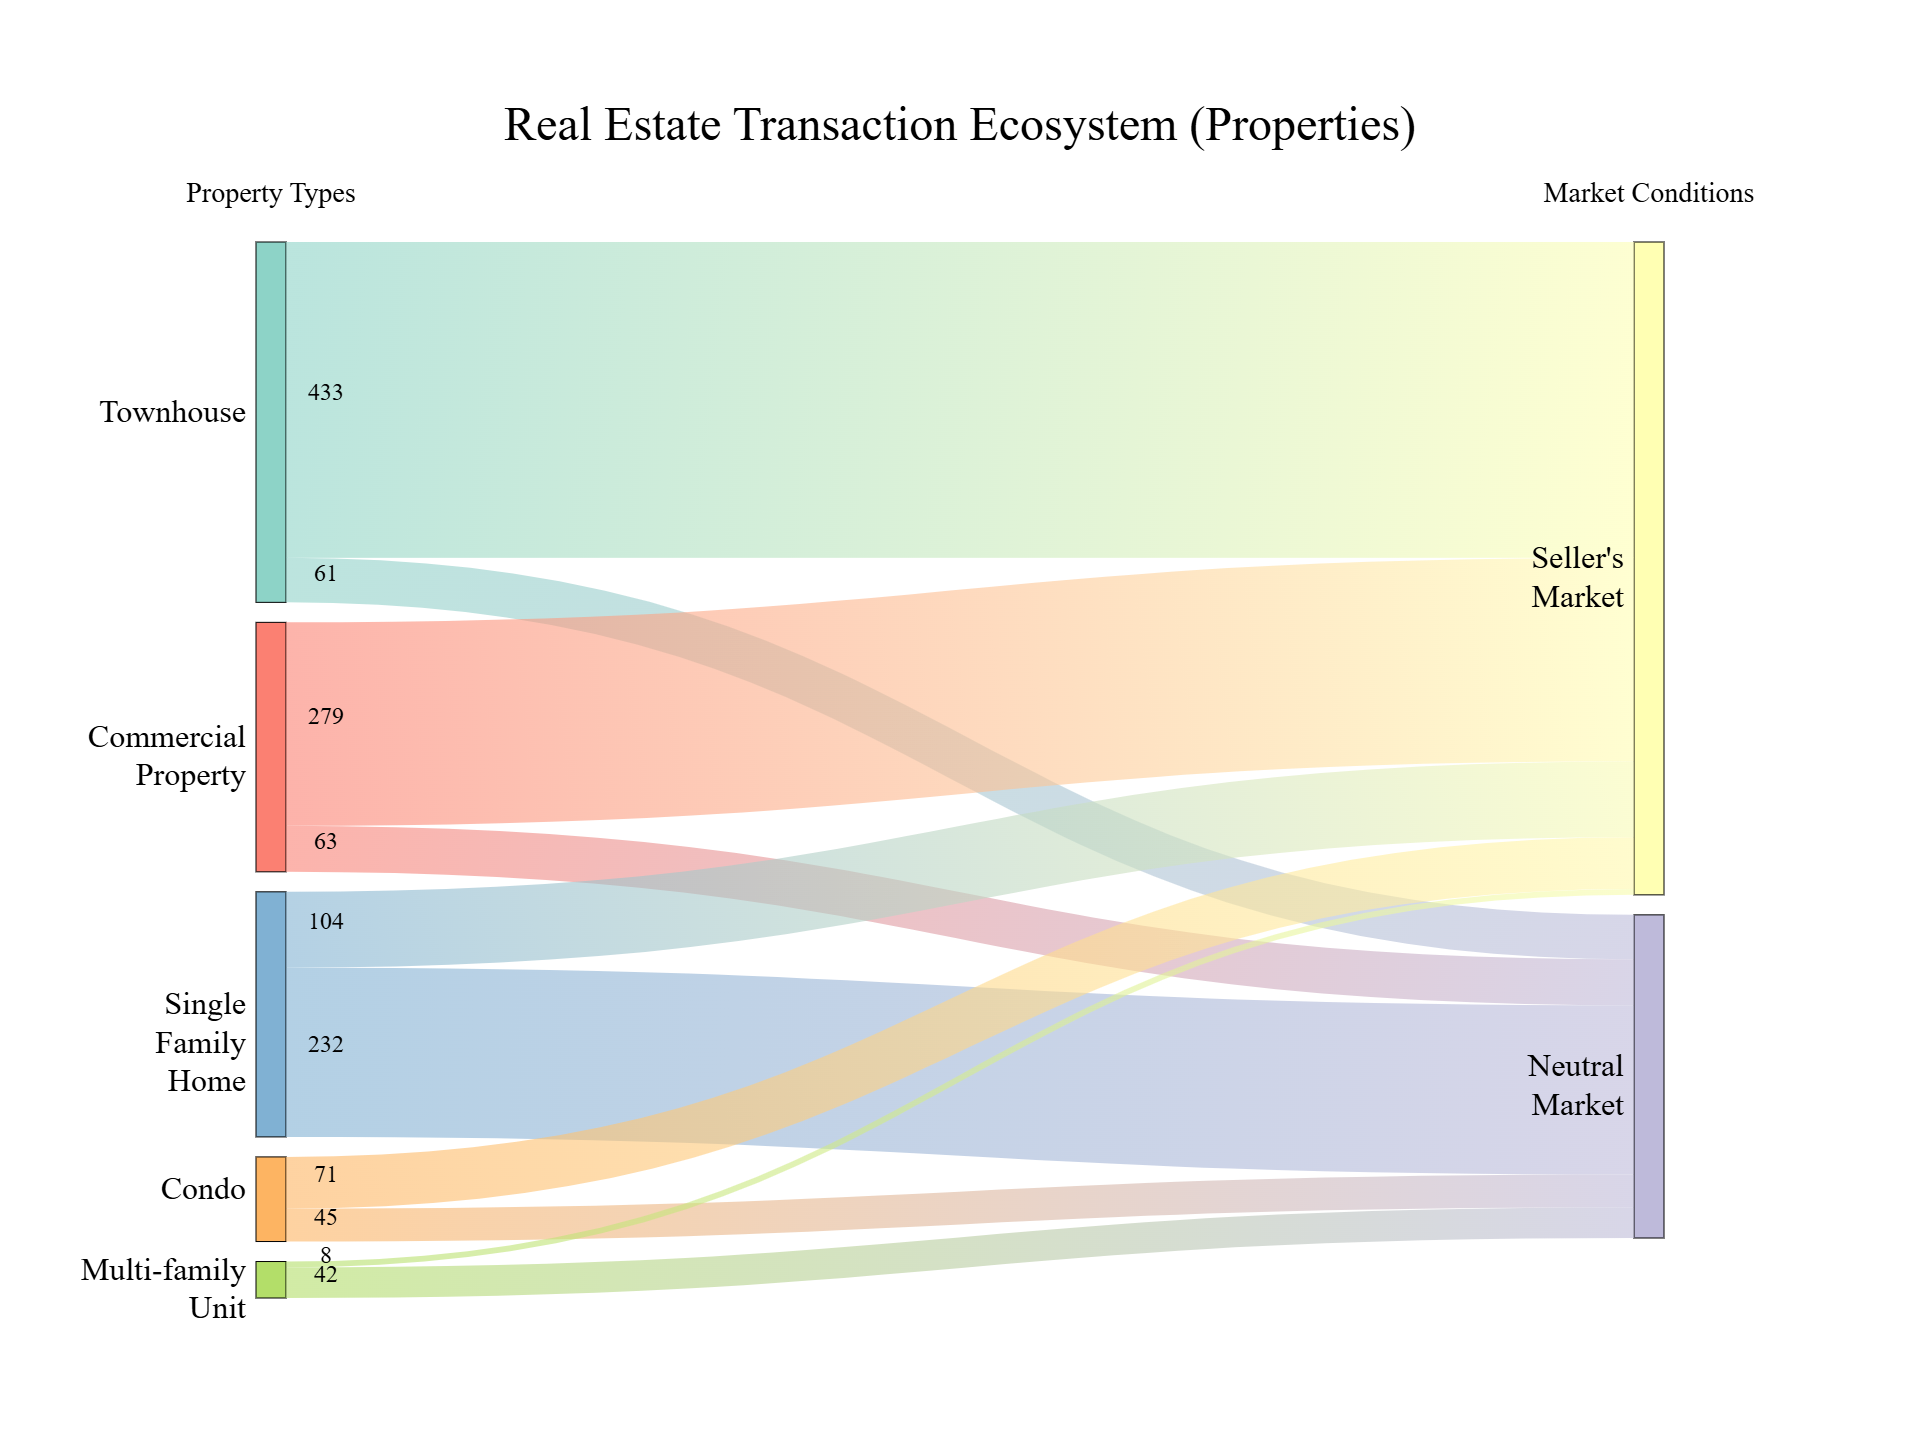 Real Estate Transaction Ecosystem (Properties)
Property Types
Market Conditions
Townhouse
433
61
Commercial
Property
279
63
Single
Family
Home
104
232
Condo
71
45
Multi-family
Unit
8
42
Seller's
Market
Neutral
Market